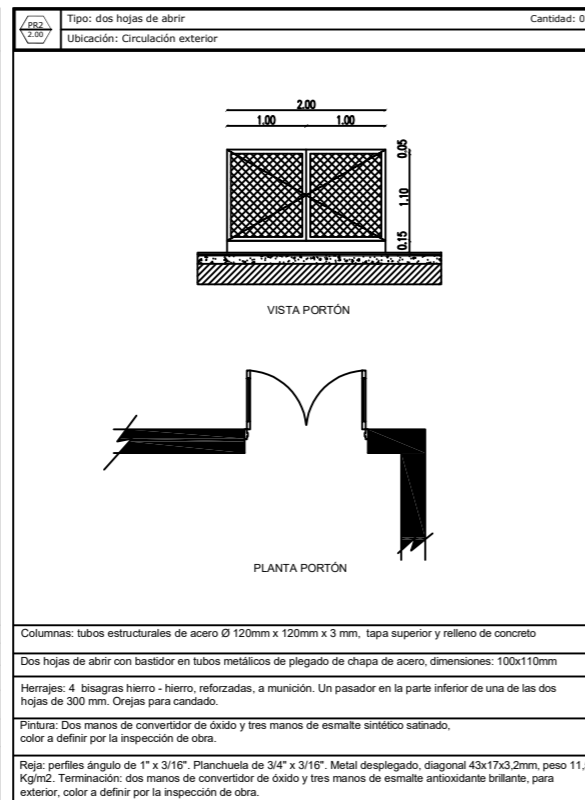 PR2
2.00
Tipo: dos hojas de abrir
Cantidad: 0
Ubicación: Circulación exterior
2.00
1.00 1.00
0.05
1.10
0.15
VISTA PORTÓN
PLANTA PORTÓN
Columnas: tubos estructurales de acero Ø 120mm x 120mm x 3 mm, tapa superior y relleno de concreto
Dos hojas de abrir con bastidor en tubos metálicos de plegado de chapa de acero, dimensiones: 100x110mm
Herrajes: 4 bisagras hierro - hierro, reforzadas, a munición. Un pasador en la parte inferior de una de las dos
hojas de 300 mm. Orejas para candado.
Pintura: Dos manos de convertidor de óxido y tres manos de esmalte sintético satinado,
color a definir por la inspección de obra.
Reja: perfiles ángulo de 1" x 3/16". Planchuela de 3/4" x 3/16". Metal desplegado, diagonal 43x17x3,2mm, peso 11,
Kg/m2. Terminación: dos manos de convertidor de óxido y tres manos de esmalte antioxidante brillante, para
exterior, color a definir por la inspección de obra.